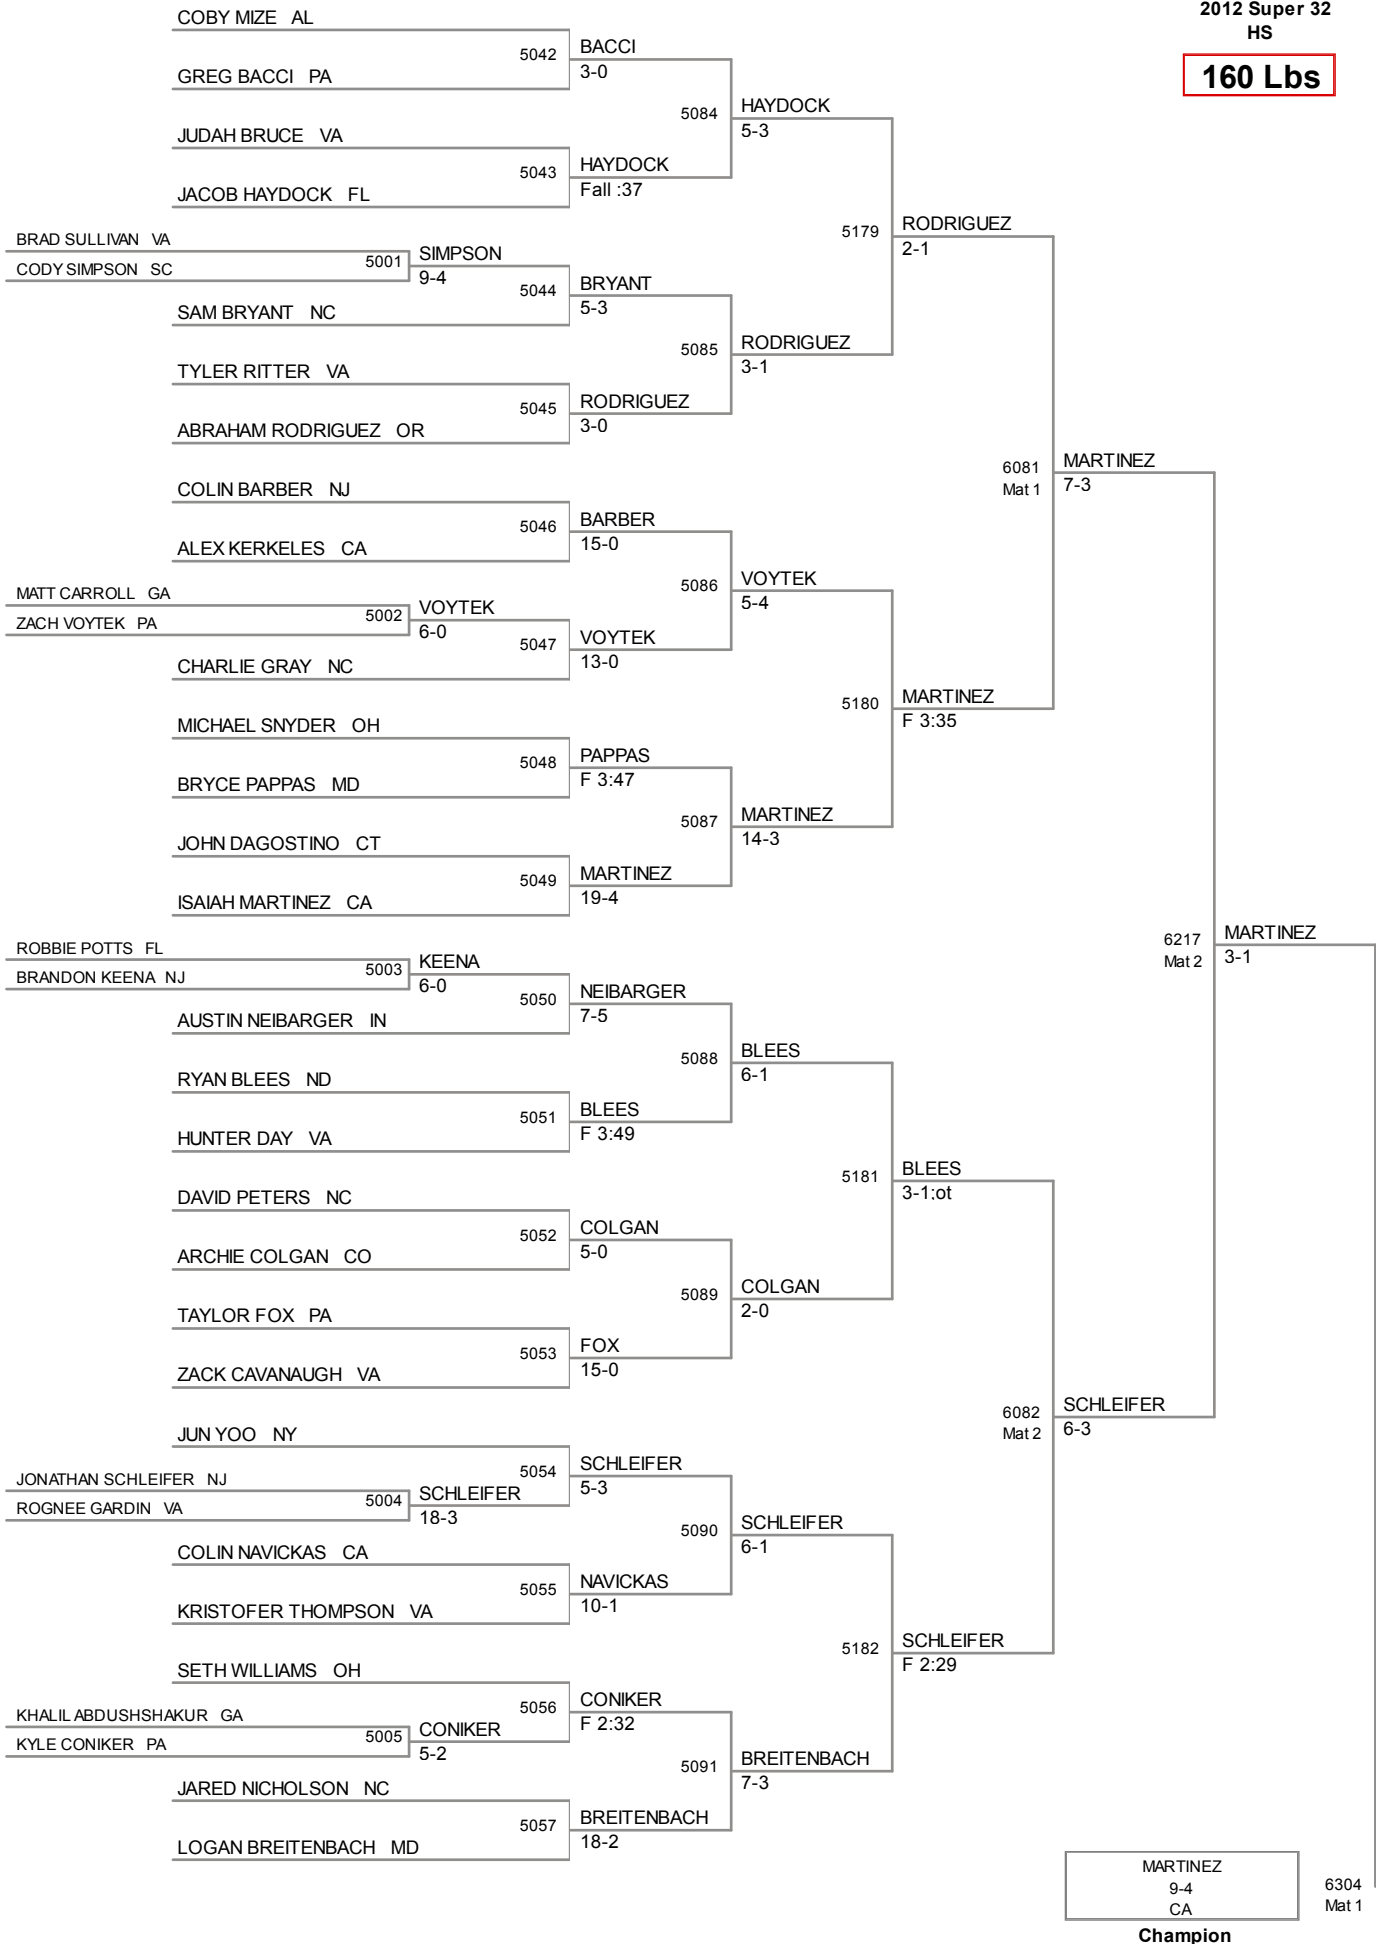 2012 Super 32
HS
160 Lbs
COBY MIZE AL
5042
BACCI
3-0
GREG BACCI PA
5084
HAYDOCK
5-3
JUDAH BRUCE VA
5043
HAYDOCK
Fall :37
JACOB HAYDOCK FL
5179
RODRIGUEZ
2-1
BRAD SULLIVAN VA
5001
SIMPSON
9-4
CODY SIMPSON SC
5044
BRYANT
5-3
SAM BRYANT NC
5085
RODRIGUEZ
3-1
TYLER RITTER VA
5045
RODRIGUEZ
3-0
ABRAHAM RODRIGUEZ OR
6081
Mat 1
MARTINEZ
7-3
COLIN BARBER NJ
5046
BARBER
15-0
ALEX KERKELES CA
5086
VOYTEK
5-4
MATT CARROLL GA
5002
VOYTEK
6-0
ZACH VOYTEK PA
5047
VOYTEK
13-0
CHARLIE GRAY NC
5180
MARTINEZ
F 3:35
MICHAEL SNYDER OH
5048
PAPPAS
F 3:47
BRYCE PAPPAS MD
5087
MARTINEZ
14-3
JOHN DAGOSTINO CT
5049
MARTINEZ
19-4
ISAIAH MARTINEZ CA
6217
Mat 2
MARTINEZ
3-1
ROBBIE POTTS FL
5003
KEENA
6-0
BRANDON KEENA NJ
5050
NEIBARGER
7-5
AUSTIN NEIBARGER IN
5088
BLEES
6-1
RYAN BLEES ND
5051
BLEES
F 3:49
HUNTER DAY VA
5181
BLEES
3-1:ot
DAVID PETERS NC
5052
COLGAN
5-0
ARCHIE COLGAN CO
5089
COLGAN
2-0
TAYLOR FOX PA
5053
FOX
15-0
ZACK CAVANAUGH VA
6082
Mat 2
SCHLEIFER
6-3
JUN YOO NY
5054
SCHLEIFER
5-3
JONATHAN SCHLEIFER NJ
5004
SCHLEIFER
18-3
ROGNEE GARDIN VA
5090
SCHLEIFER
6-1
COLIN NAVICKAS CA
5055
NAVICKAS
10-1
KRISTOFER THOMPSON VA
5182
SCHLEIFER
F 2:29
SETH WILLIAMS OH
5056
CONIKER
F 2:32
KHALIL ABDUSHSHAKUR GA
5005
CONIKER
5-2
KYLE CONIKER PA
5091
BREITENBACH
7-3
JARED NICHOLSON NC
5057
BREITENBACH
18-2
LOGAN BREITENBACH MD
MARTINEZ
9-4
CA
6304
Mat 1
Champion